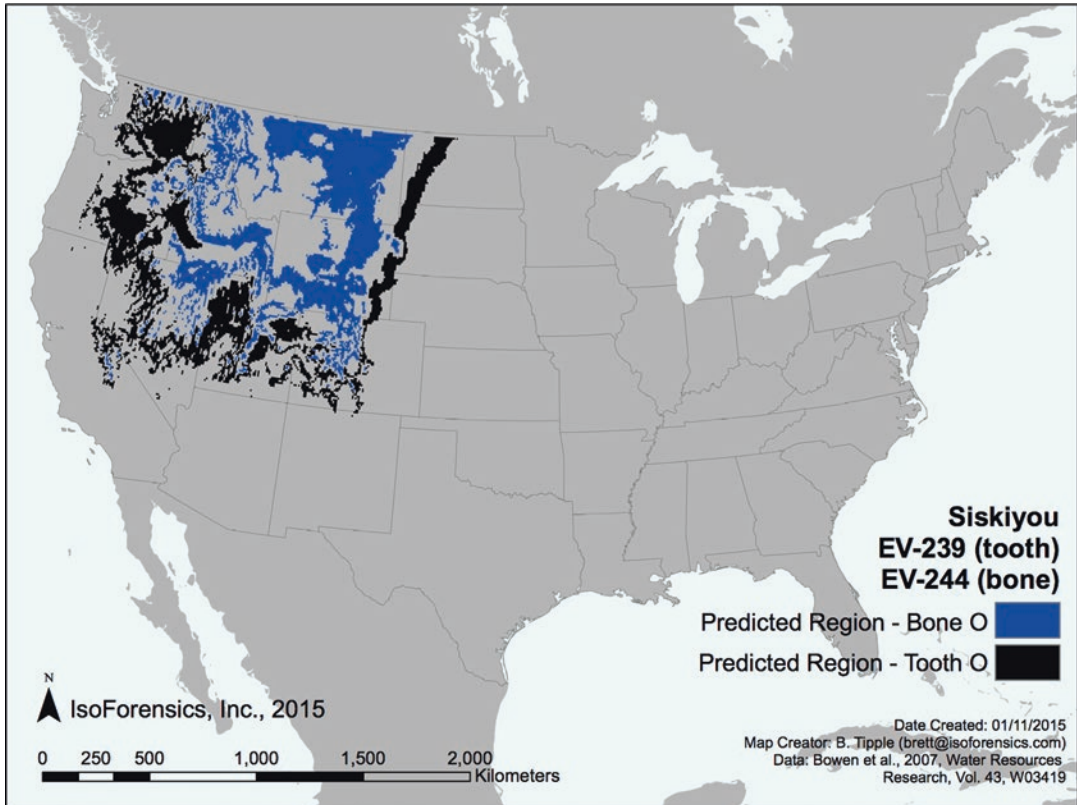 Siskiyou
EV-239 (tooth)
EV-244 (bone)
Predicted Region - Bone O
Predicted Region - Tooth O
N
IsoForensics, Inc., 2015
0 250 500 1,000 1,500 2,000
Kilometers
Date Created: 01/11/2015
Map Creator: B. Tipple (brett@isoforensics.com)
Data: Bowen et al., 2007, Water Resources
Research, Vol. 43, W03419